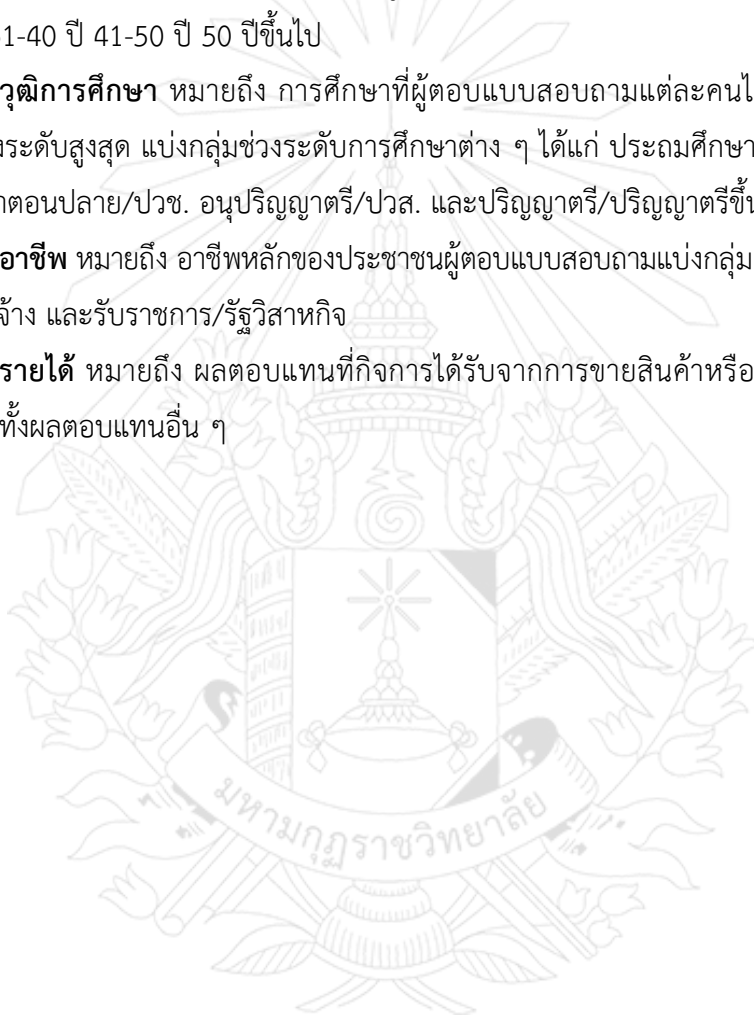 1-40 ปี 41-50 ปี 50 ปีขึ้นไป
วุฒิการศึกษา หมายถึง การศึกษาที่ผู้ตอบแบบสอบถามแต่ละคนไ
งระดับสูงสุด แบ่งกลุ่มช่วงระดับการศึกษาต่าง ๆ ได้แก่ ประถมศึกษา
าตอนปลาย/ปวช. อนุปริญญาตรี/ปวส. และปริญญาตรี/ปริญญาตรีขึ้น
อาชีพ หมายถึง อาชีพหลักของประชาชนผู้ตอบแบบสอบถามแบ่งกลุ่ม
จ้าง และรับราชการ/รัฐวิสาหกิจ
รายได้ หมายถึง ผลตอบแทนที่กิจการได้รับจากการขายสินค้าหรือ
ทั้งผลตอบแทนอื่น ๆ
มหามกุฏราชวิทยาลัย